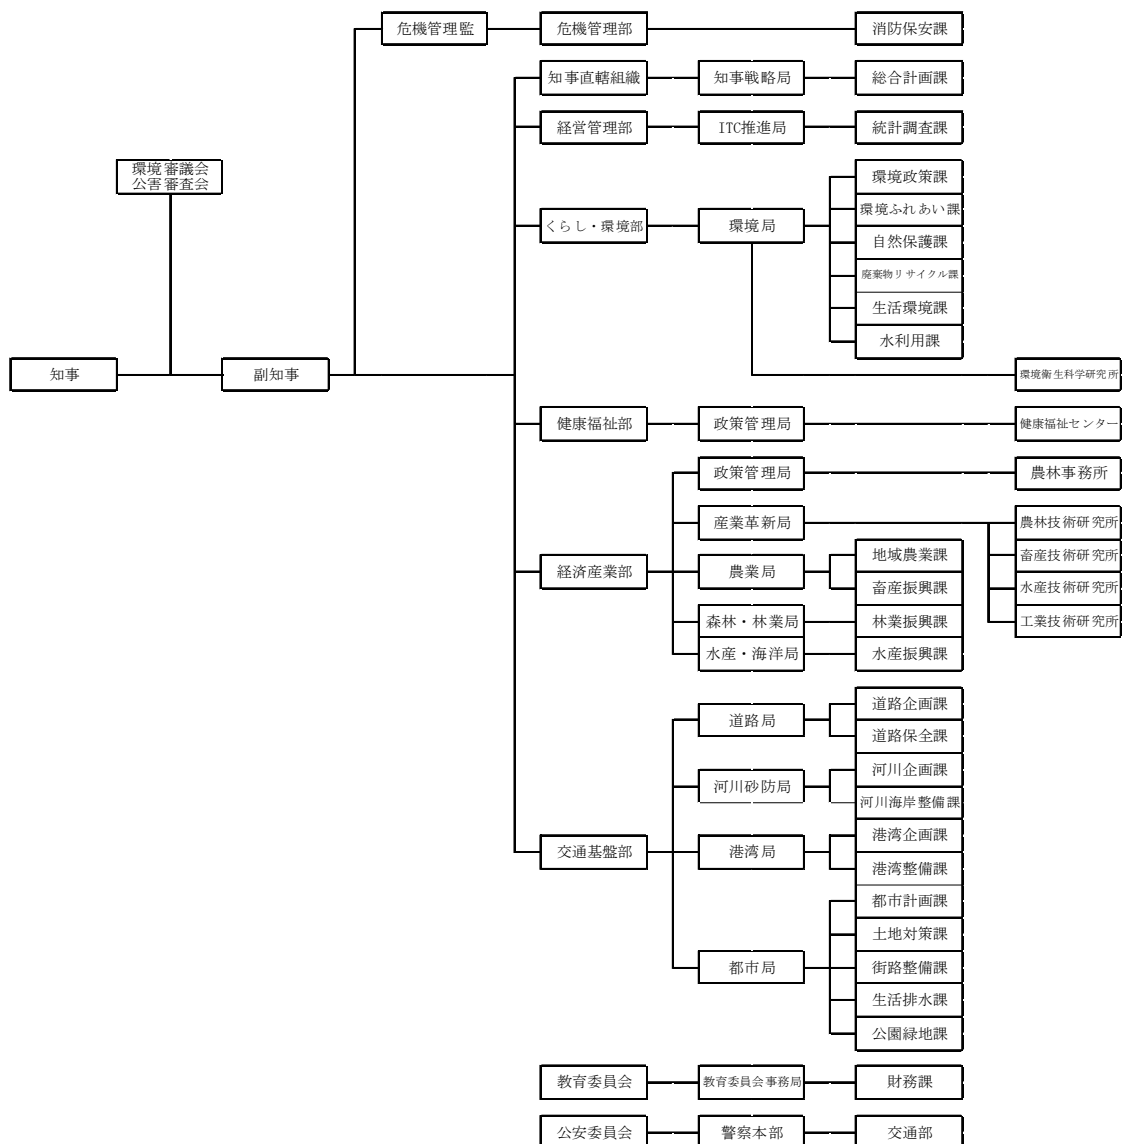 危機管理監
危機管理部
消防保安課
知事直轄組織
知事戦略局
総合計画課
経営管理部
ITC推進局
統計調査課
環境審議会
公害審査会
くらし・環境部
環境局
環境政策課
環境ふれあい課
自然保護課
廃棄物リサイクル課
生活環境課
水利用課
知事
副知事
環境衛生科学研究所
健康福祉部
政策管理局
健康福祉センター
経済産業部
政策管理局
農林事務所
産業革新局
農林技術研究所
畜産技術研究所
水産技術研究所
工業技術研究所
農業局
地域農業課
畜産振興課
森林・林業局
林業振興課
水産・海洋局
水産振興課
交通基盤部
道路局
道路企画課
道路保全課
河川砂防局
河川企画課
河川海岸整備課
港湾局
港湾企画課
港湾整備課
都市局
都市計画課
土地対策課
街路整備課
生活排水課
公園緑地課
教育委員会
教育委員会事務局
財務課
公安委員会
警察本部
交通部